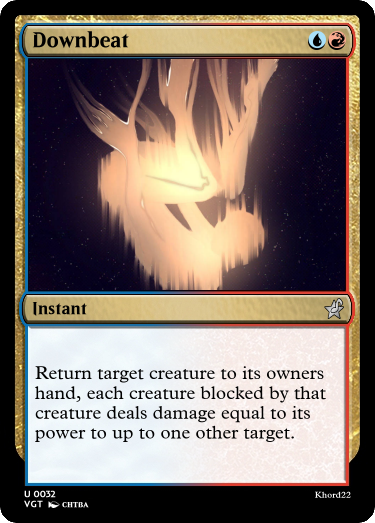 Downbeat
Instant
Return target creature to its owners
hand, each creature blocked by that
creature deals damage equal to its
power to up to one other target.
U 0032
VGT CHTBA
Khord22